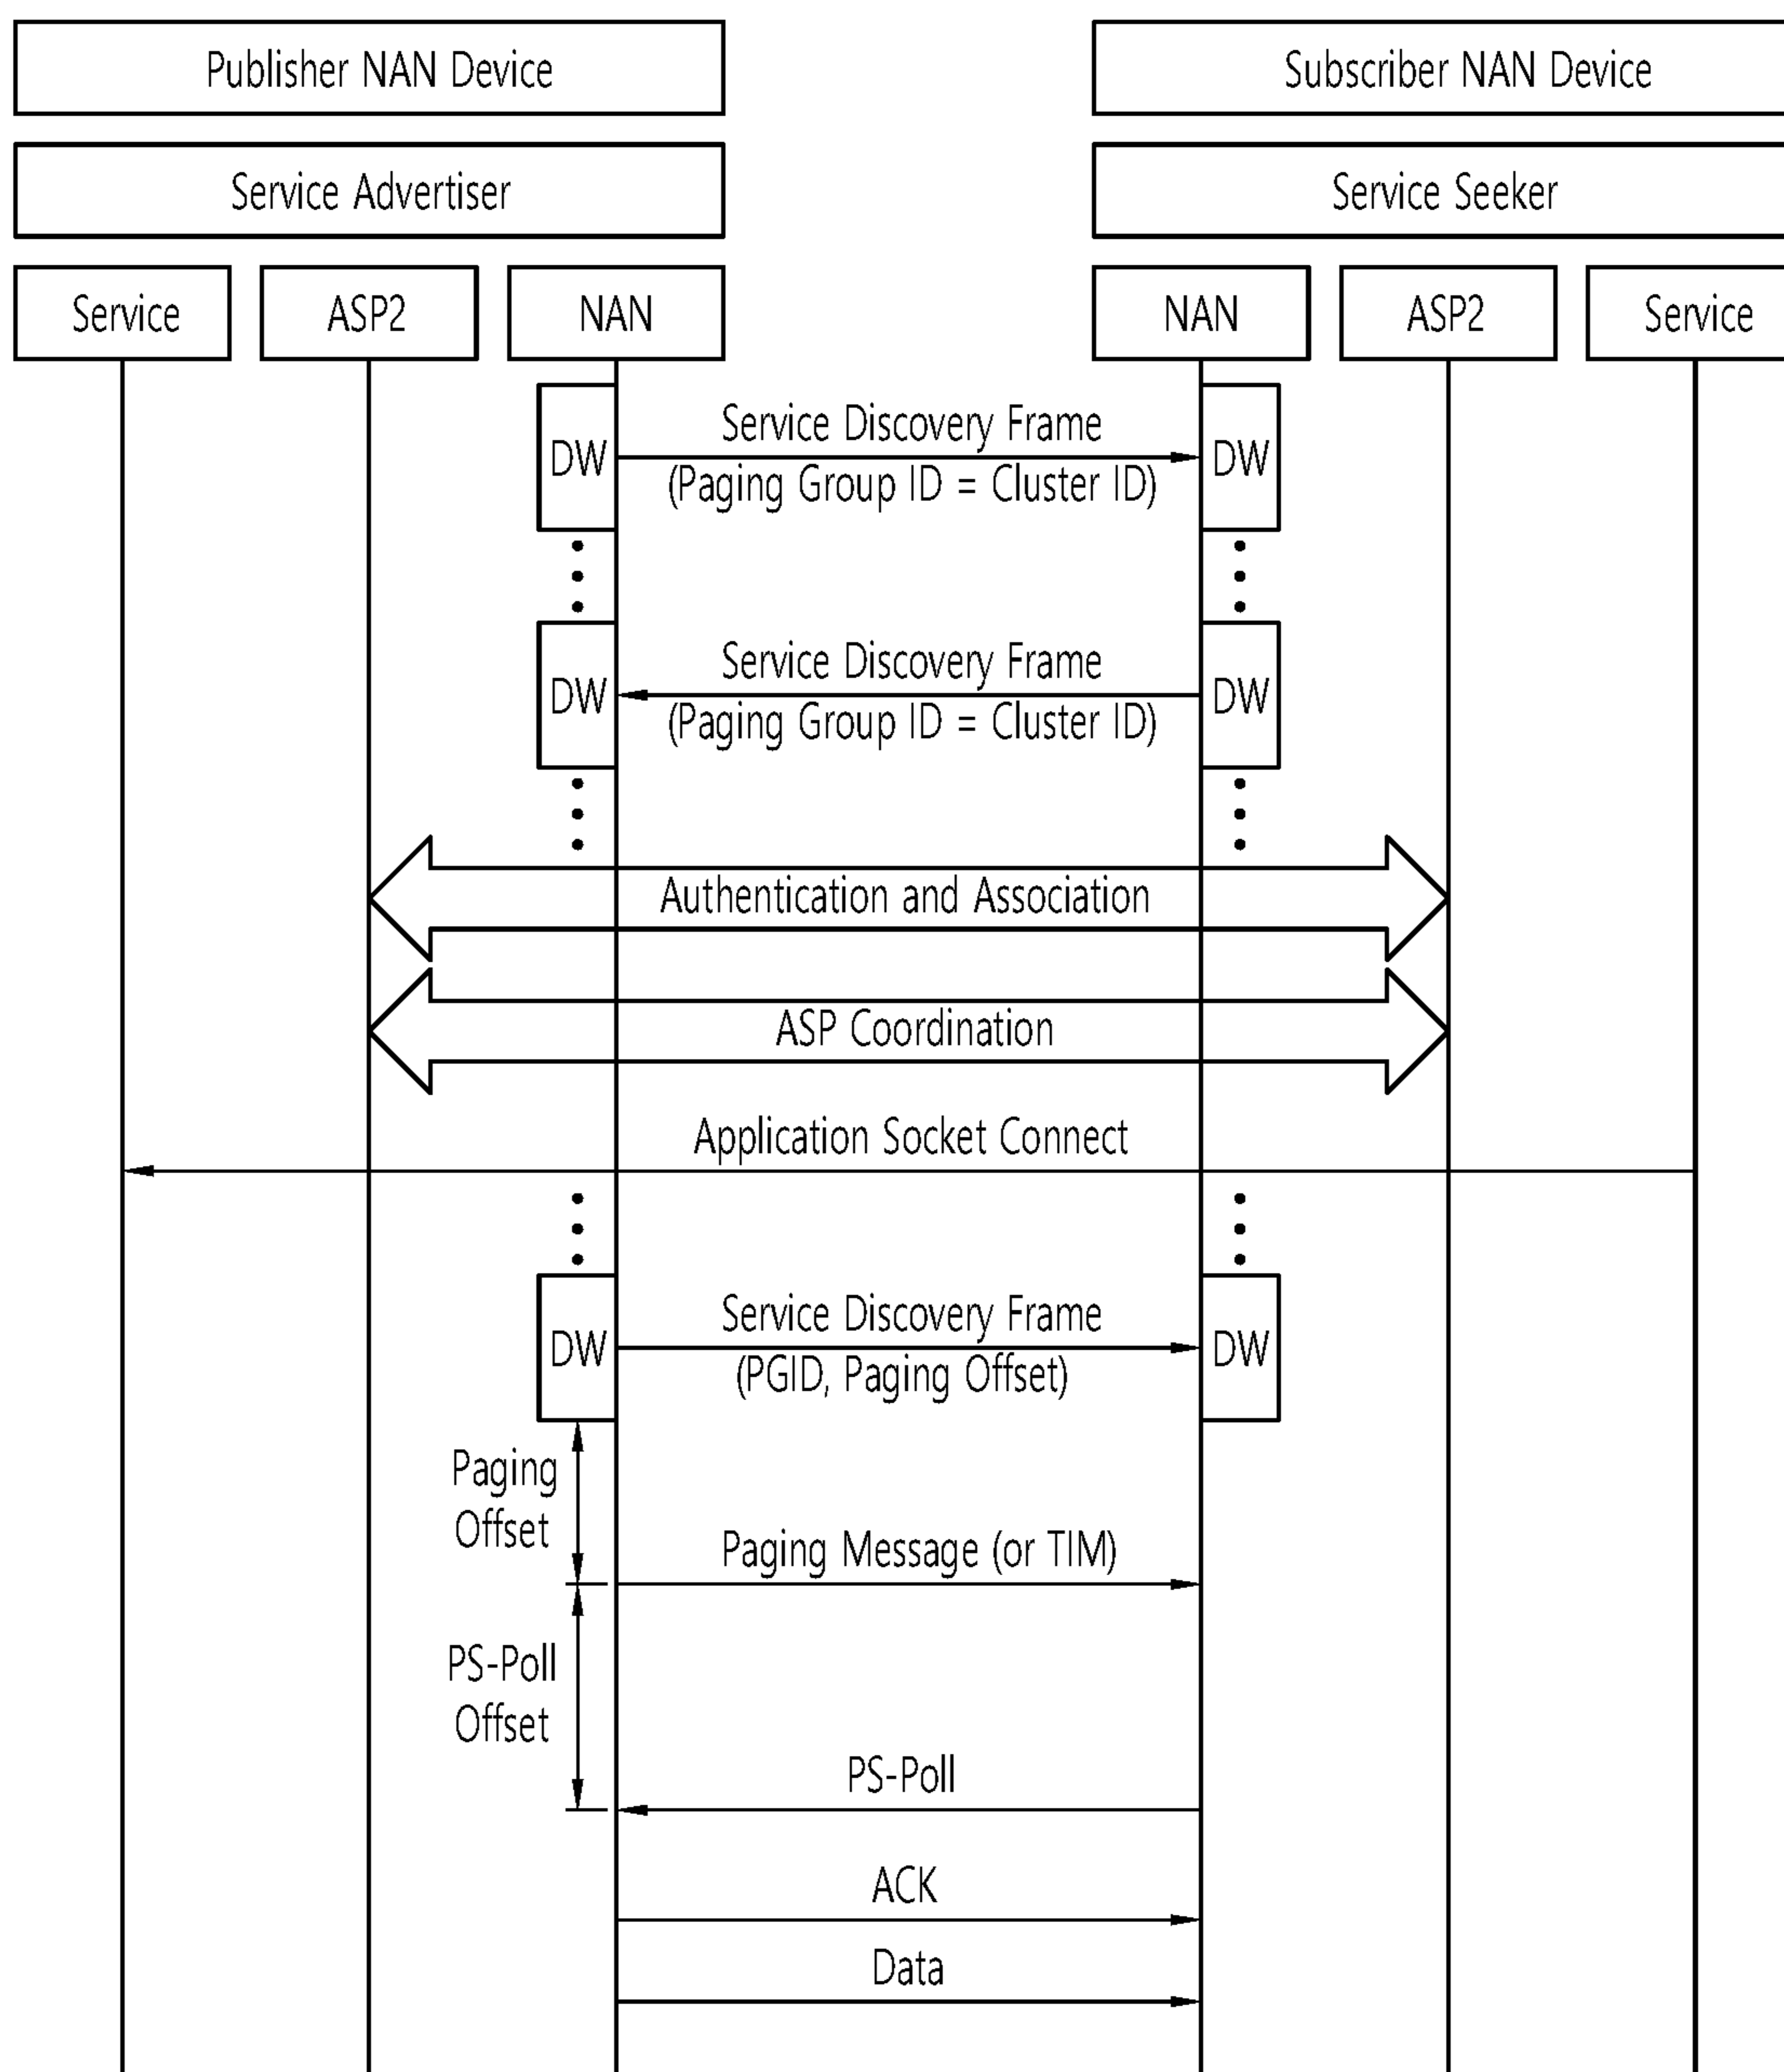 Publisher NAN Device
Subscriber NAN Device
Service Advertiser
Service Seeker
Service
ASP2
NAN
NAN
ASP2
Service
DW
Service Discovery Frame
(Paging Group ID = Cluster ID)
DW
DW
Service Discovery Frame
(Paging Group ID = Cluster ID)
DW
Authentication and Association
ASP Coordination
Application Socket Connect
DW
Service Discovery Frame
(PGID, Paging Offset)
DW
Paging
Offset
Paging Message (or TIM)
PS-Poll
Offset
PS-Poll
ACK
Data